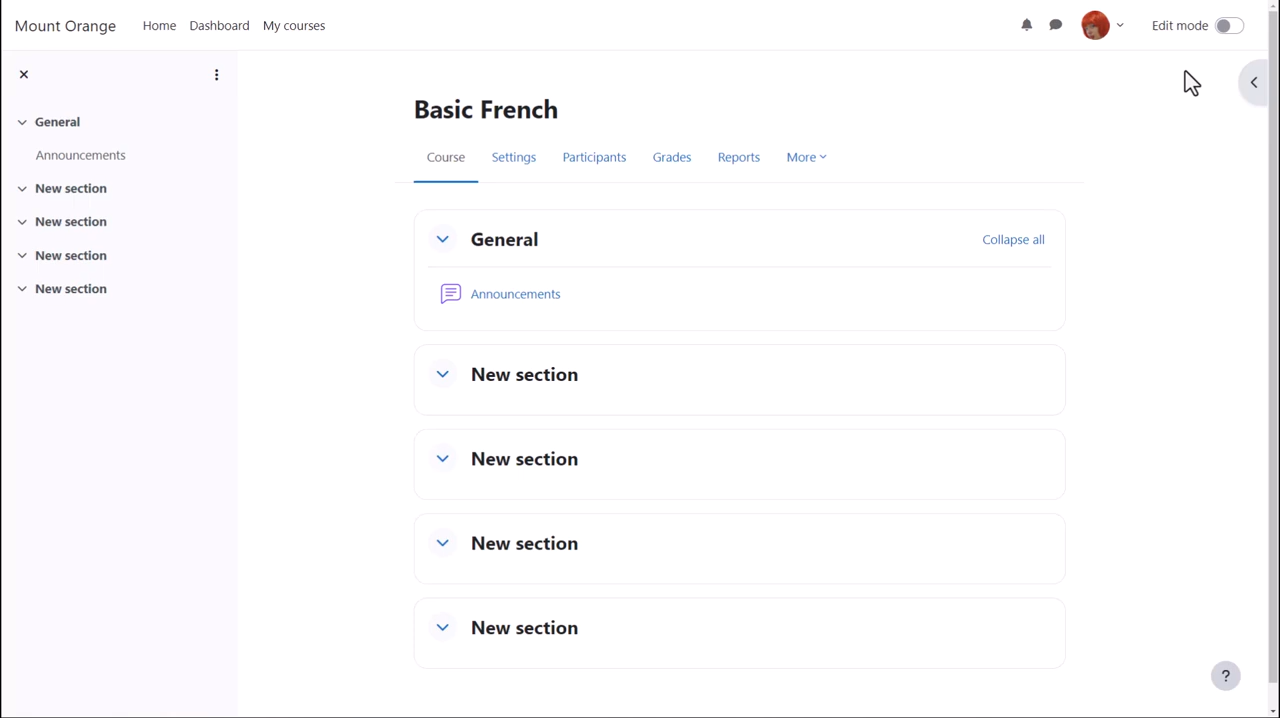 Mount Orange Home Dashboard My courses Edit mode
General
Announcements
New section
New section
New section
New section
Basic French
Course Settings Participants Grades Reports More
General Collapse all
Announcements
New section
New section
New section
New section
?